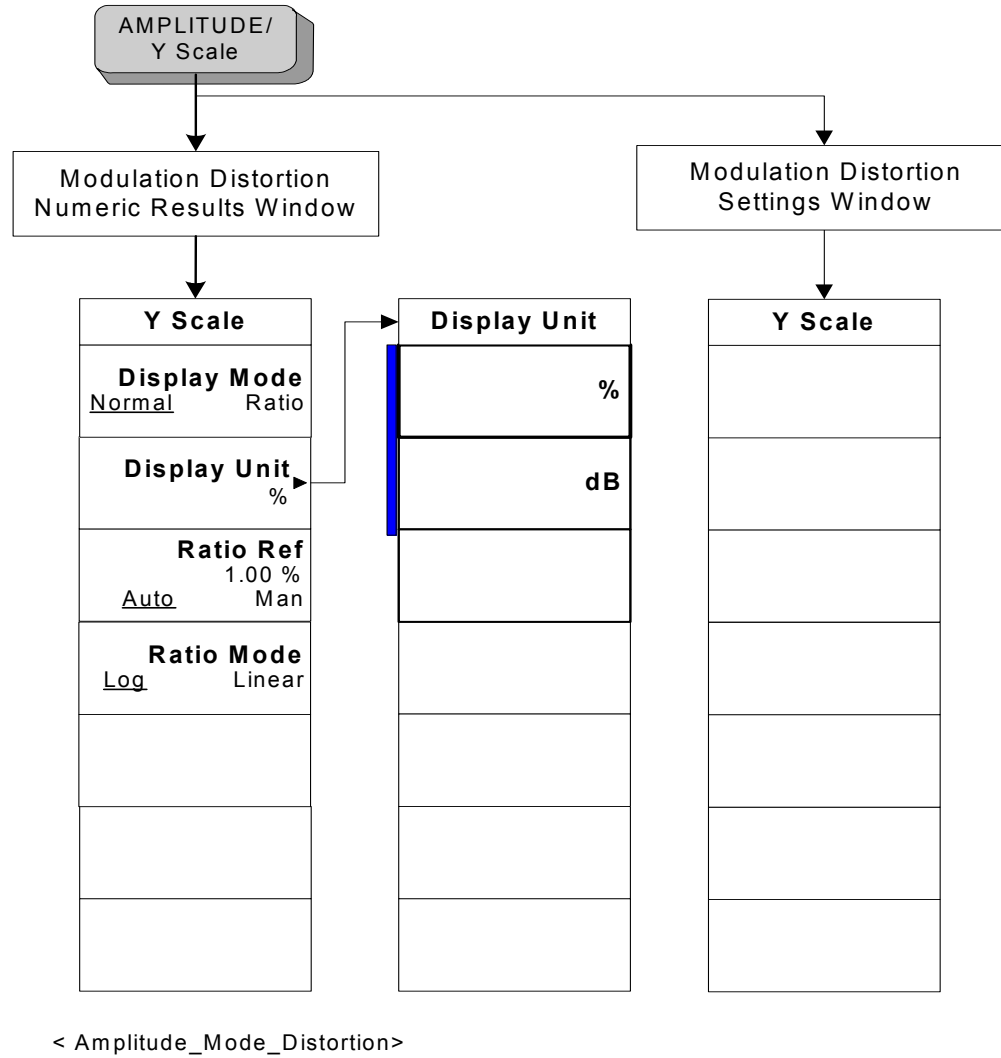 AMPLITUDE/
Y Scale
Modulation Distortion
Numeric Results Window
Modulation Distortion
Settings Window
Y Scale
Display Mode
Normal Ratio
Display Unit
%
Ratio Ref
1.00 %
Auto Man
Ratio Mode
Log Linear
Display Unit
%
dB
Y Scale
< Amplitude_Mode_Distortion>